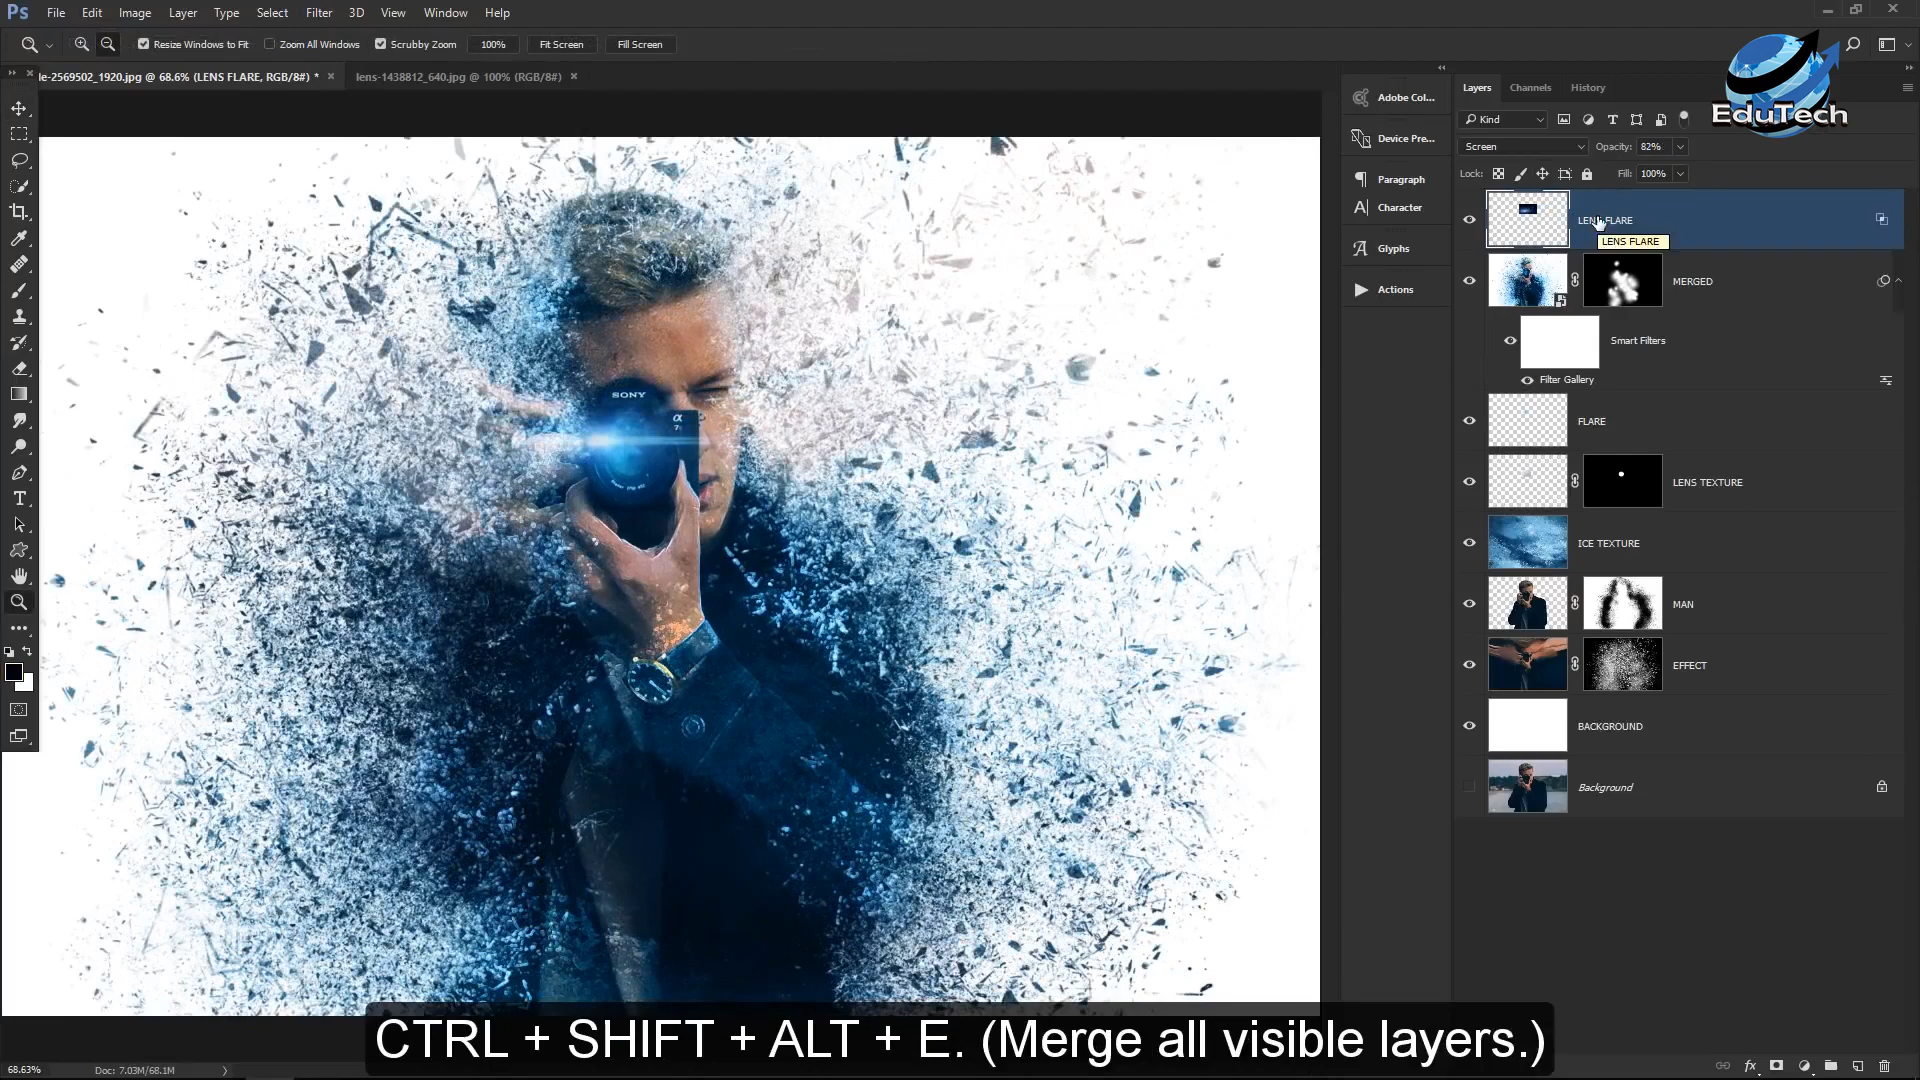 Ps File Edit Image Layer Type Select Filter 3D View Window Help
Resize Windows to Fit Zoom All Windows Scrubby Zoom 100% Fit Screen Fill Screen
le-2569502_1920.jpg @ 68.6% (LENS FLARE, RGB/8#) * × lens-1438812_640.jpg @ 100% (RGB/8#) ×
Adobe Col...
Device Pre...
Paragraph
Character
Glyphs
Actions
Layers Channels History
EduTech
Kind
Screen Opacity: 82%
Lock: Fill: 100%
LENS FLARE
LENS FLARE
MERGED
Smart Filters
Filter Gallery
FLARE
LENS TEXTURE
ICE TEXTURE
MAN
EFFECT
BACKGROUND
Background
SONY
α
7
CTRL + SHIFT + ALT + E. (Merge all visible layers.)
68.63% Doc: 7.03M/68.1M
fx